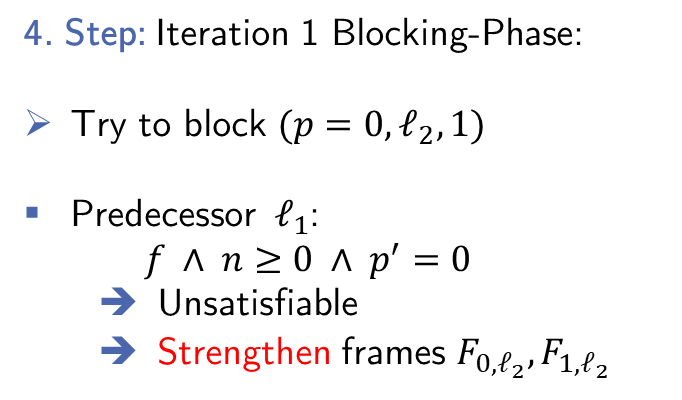 4. Step: Iteration 1 Blocking-Phase:
➢ Try to block (p = 0, ℓ₂, 1)
▪ Predecessor ℓ₁:
f ∧ n ≥ 0 ∧ p′ = 0
➔ Unsatisfiable
➔ Strengthen frames F₀,ℓ₂, F₁,ℓ₂